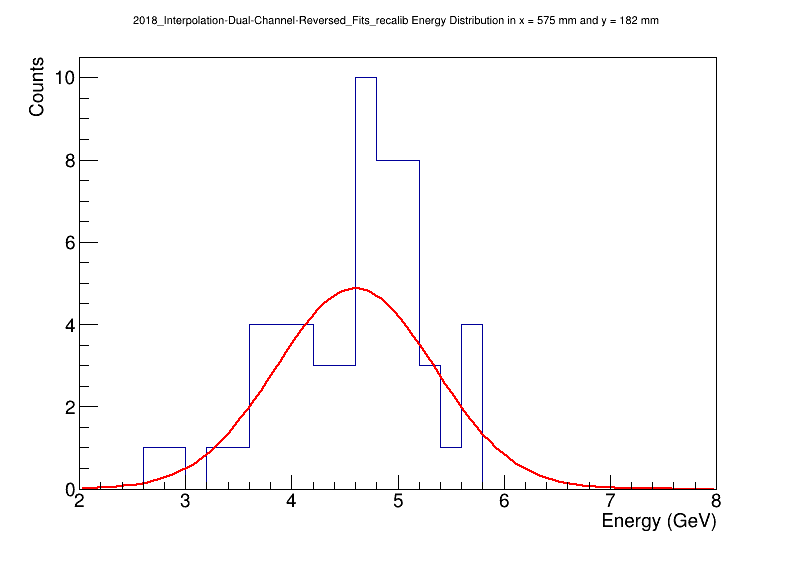 2018_Interpolation-Dual-Channel-Reversed_Fits_recalib Energy Distribution in x = 575 mm and y = 182 mm
Counts
10
8
6
4
2
0
2 3 4 5 6 7 8
Energy (GeV)